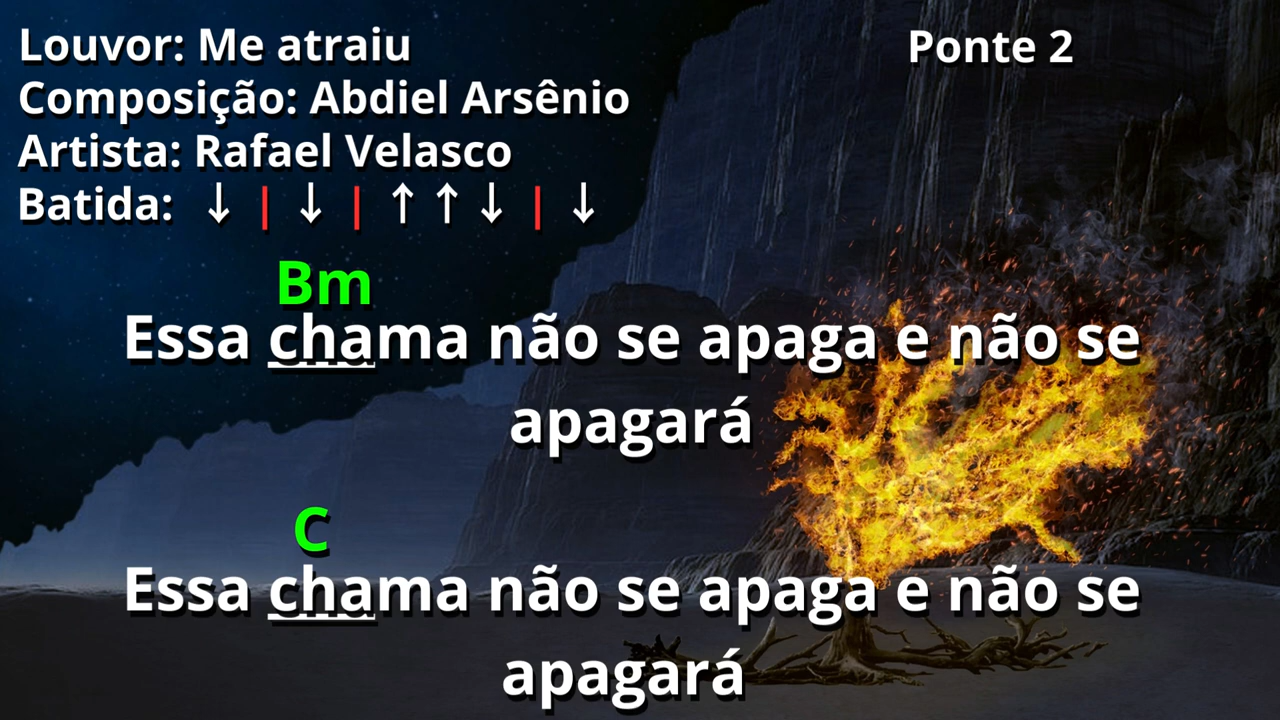 Louvor: Me atraiu
Ponte 2
Composição: Abdiel Arsênio
Artista: Rafael Velasco
Batida: ↓ | ↓ | ↑ ↑ ↓ | ↓
Bm
Essa chama não se apaga e não se
apagará
C
Essa chama não se apaga e não se
apagará